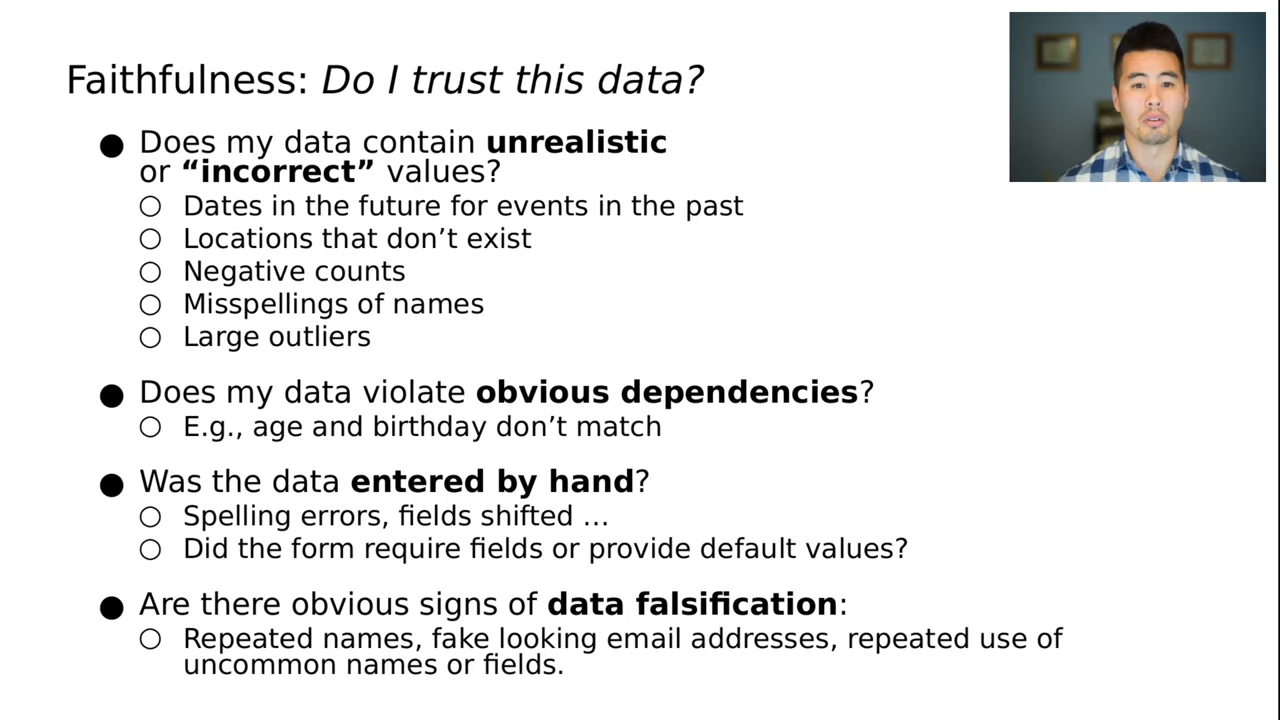 Faithfulness: Do I trust this data?
● Does my data contain unrealistic
or “incorrect” values?
○ Dates in the future for events in the past
○ Locations that don’t exist
○ Negative counts
○ Misspellings of names
○ Large outliers
● Does my data violate obvious dependencies?
○ E.g., age and birthday don’t match
● Was the data entered by hand?
○ Spelling errors, fields shifted …
○ Did the form require fields or provide default values?
● Are there obvious signs of data falsification:
○ Repeated names, fake looking email addresses, repeated use of
uncommon names or fields.